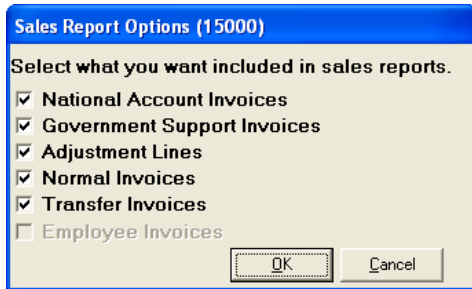 Sales Report Options (15000)
Select what you want included in sales reports.
National Account Invoices
Government Support Invoices
Adjustment Lines
Normal Invoices
Transfer Invoices
Employee Invoices
OK Cancel